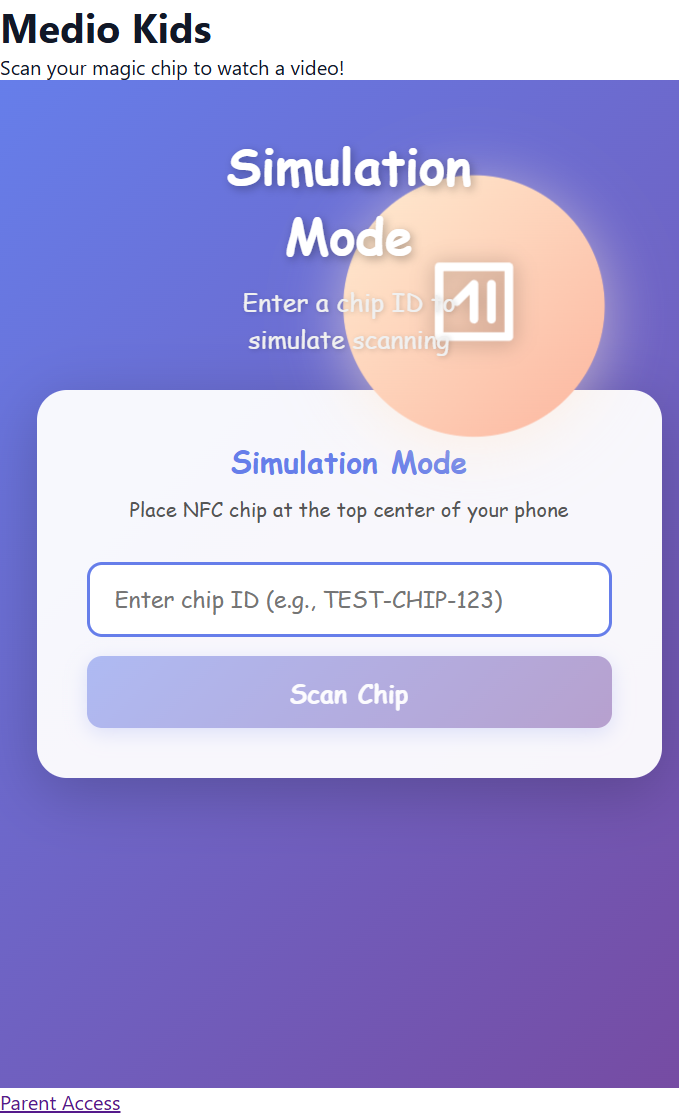 Medio Kids
Scan your magic chip to watch a video!
Simulation
Mode
Enter a chip ID to
simulate scanning
Simulation Mode
Place NFC chip at the top center of your phone
Enter chip ID (e.g., TEST-CHIP-123)
Scan Chip
Parent Access